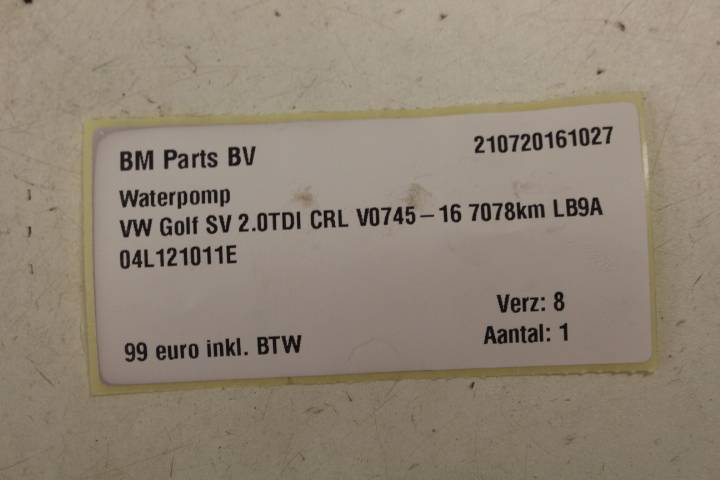 BM Parts BV 210720161027
Waterpomp
VW Golf SV 2.0TDI CRL V0745-16 7078km LB9A
04L121011E
Verz: 8
99 euro inkl. BTW Aantal: 1